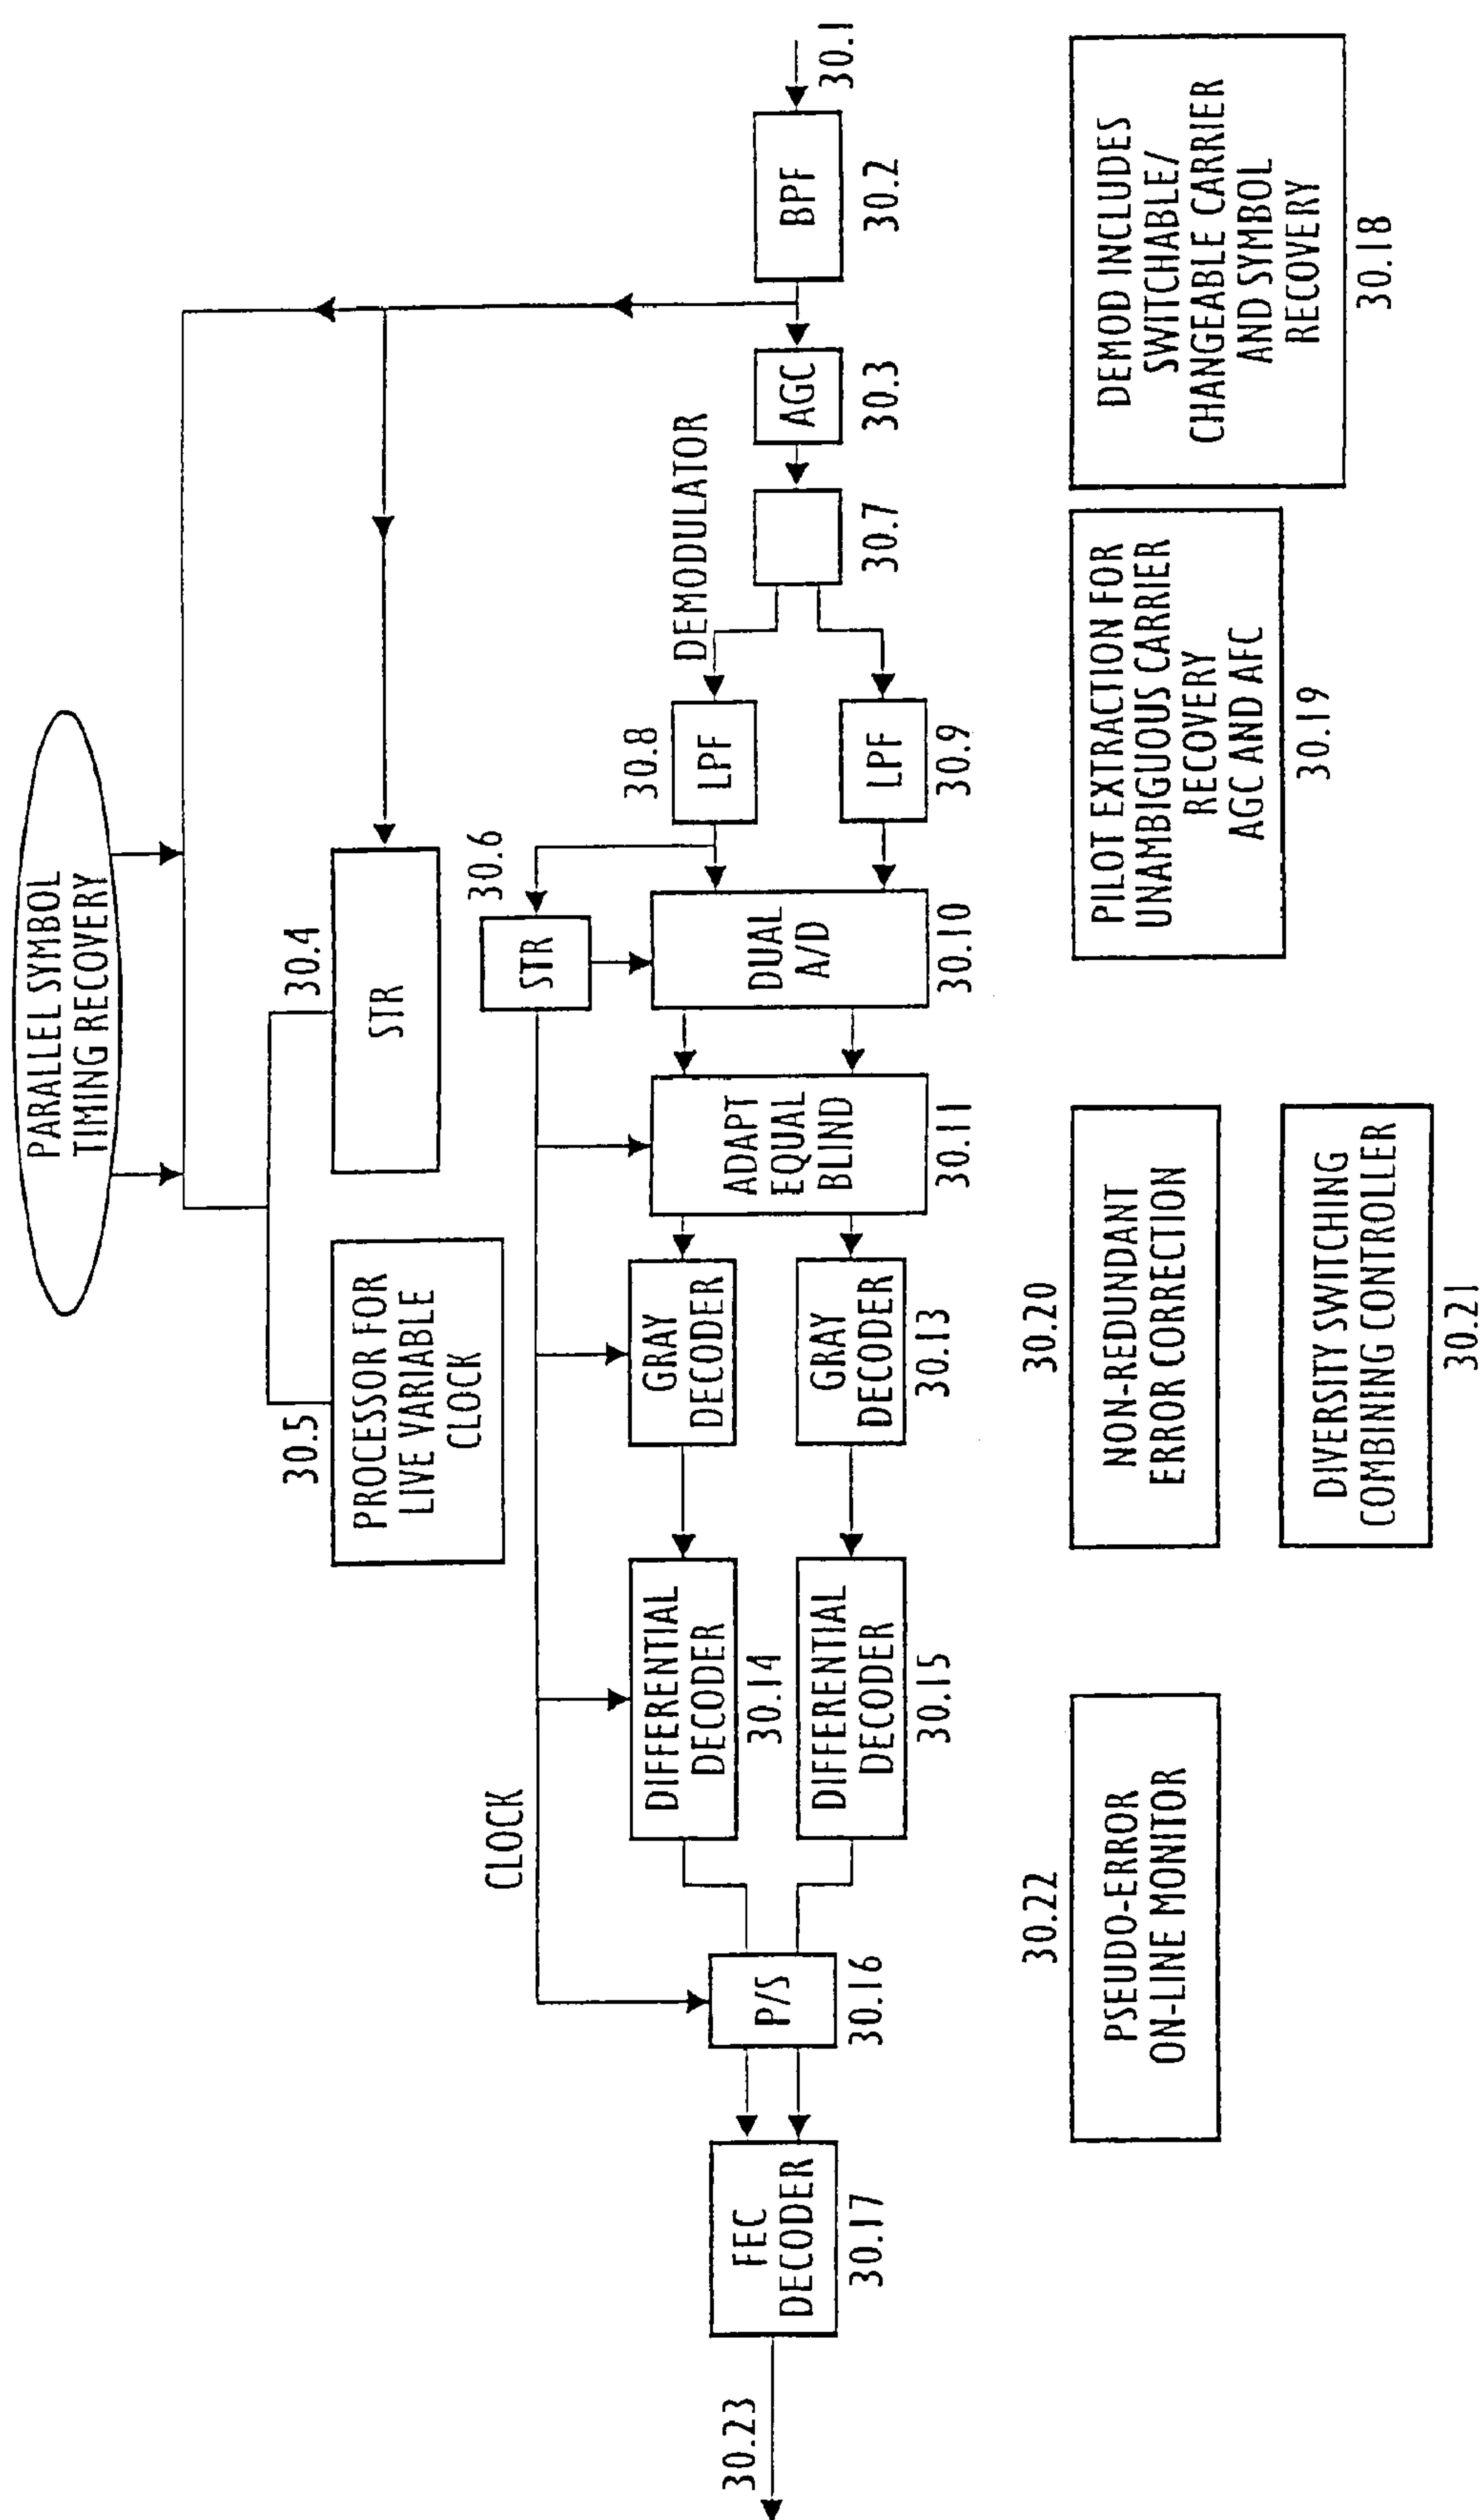 PARALLEL SYMBOL
TIMING RECOVERY
30.5
PROCESSOR FOR
LIVE VARIABLE
CLOCK
30.4
STR
CLOCK
30.6
STR
DEMODULATOR
30.23
FEC
DECODER
30.17
P/S
30.16
DIFFERENTIAL
DECODER
30.14
DIFFERENTIAL
DECODER
30.15
GRAY
DECODER
GRAY
DECODER
30.13
ADAPT
EQUAL
BLIND
30.11
DUAL
A/D
30.10
30.8
LPF
LPF
30.9
30.7
AGC
30.3
BPF
30.2
30.1
30.22
PSEUDO-ERROR
ON-LINE MONITOR
30.20
NON-REDUNDANT
ERROR CORRECTION
DIVERSITY SWITCHING
COMBINING CONTROLLER
30.21
PILOT EXTRACTION FOR
UNAMBIGUOUS CARRIER
RECOVERY
AGC AND AFC
30.19
DEMOD INCLUDES
SWITCHABLE/
CHANGEABLE CARRIER
AND SYMBOL
RECOVERY
30.18